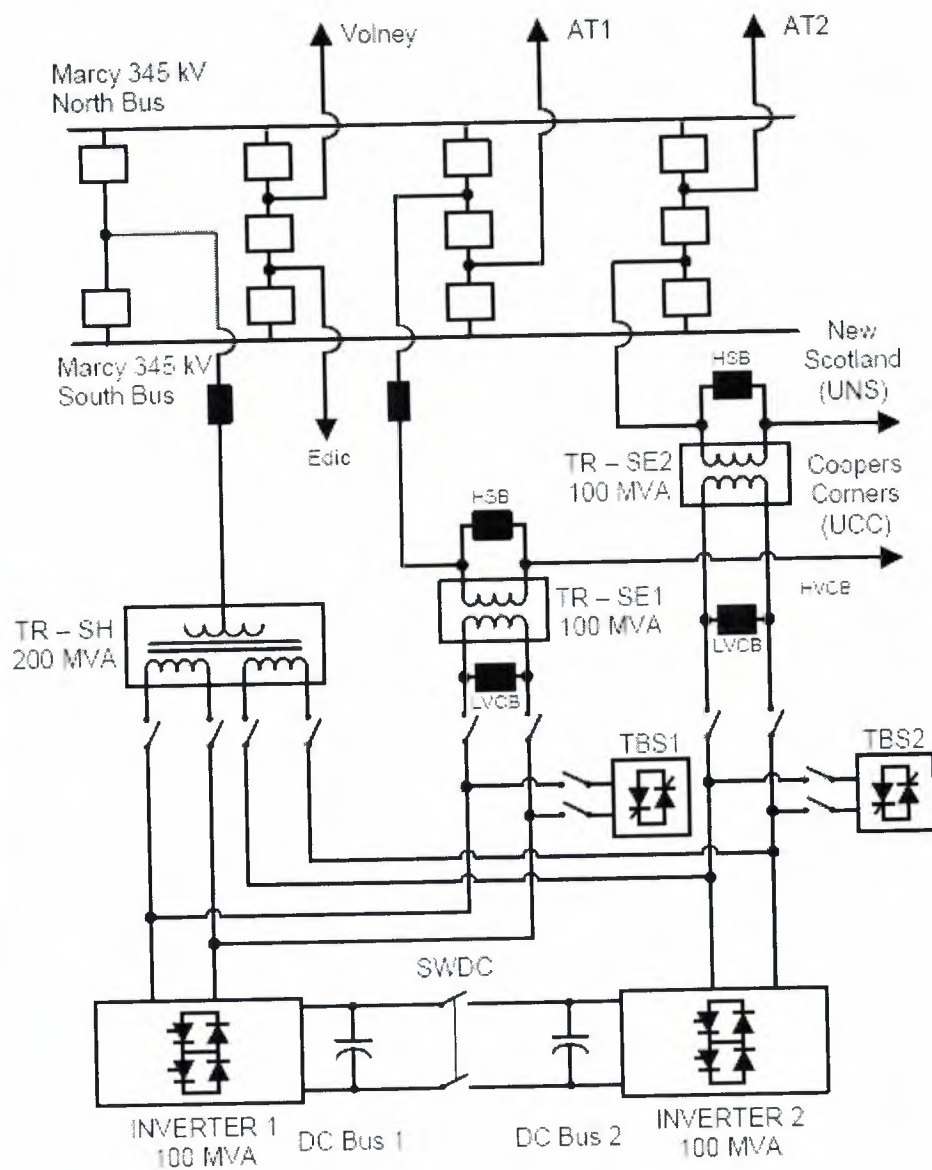 Volney
AT1
AT2
Marcy 345 kV
North Bus
Marcy 345 kV
South Bus
New
Scotland
(UNS)
HSB
Edic
TR – SE2
100 MVA
Coopers
Corners
(UCC)
HSB
HVCB
TR – SE1
100 MVA
TR – SH
200 MVA
LVCB
LVCB
TBS1
TBS2
SWDC
INVERTER 1
100 MVA
DC Bus 1
DC Bus 2
INVERTER 2
100 MVA